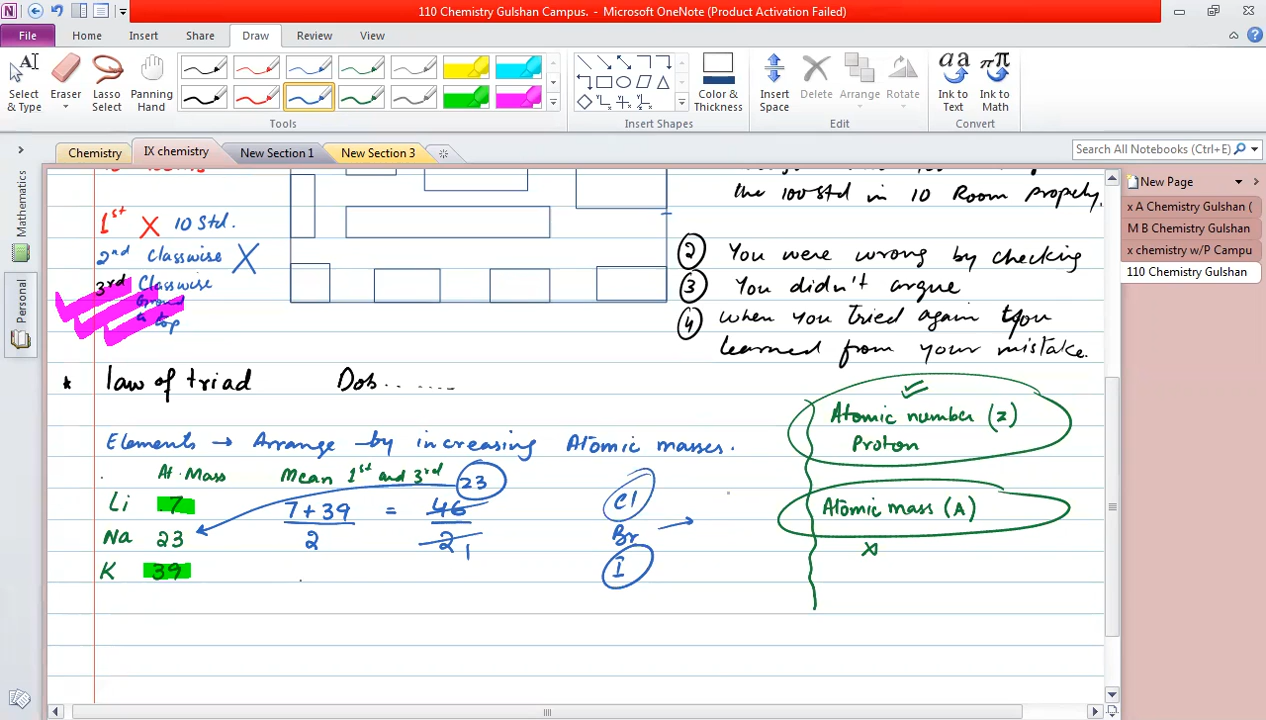 110 Chemistry Gulshan Campus. - Microsoft OneNote (Product Activation Failed)
File Home Insert Share Draw Review View
Select & Type
Eraser
Lasso Select
Panning Hand
Color & Thickness
Insert Space
Delete
Arrange
Rotate
Ink to Text
Ink to Math
Tools
Insert Shapes
Edit
Convert
Chemistry IX chemistry New Section 1 New Section 3
Search All Notebooks (Ctrl+E)
Mathematics
Personal
New Page
x A Chemistry Gulshan (
M B Chemistry Gulshan
x chemistry w/P Campu
110 Chemistry Gulshan
the 100 Std in 10 Room properly.
1st X 10 Std.
2nd Classwise X
3rd Classwise
Ground
to top
② You were wrong by checking
③ You didn't argue
④ when you Tried again you
learned from your mistake.
* law of triad Dob.......
Elements → Arrange by increasing Atomic masses.
At. Mass Mean 1st and 3rd 23
Li 7 7 + 39 = 46 Cl
Na 23 2 2 1 Br →
K 39 I
Atomic number (z)
Proton
Atomic mass (A)
x